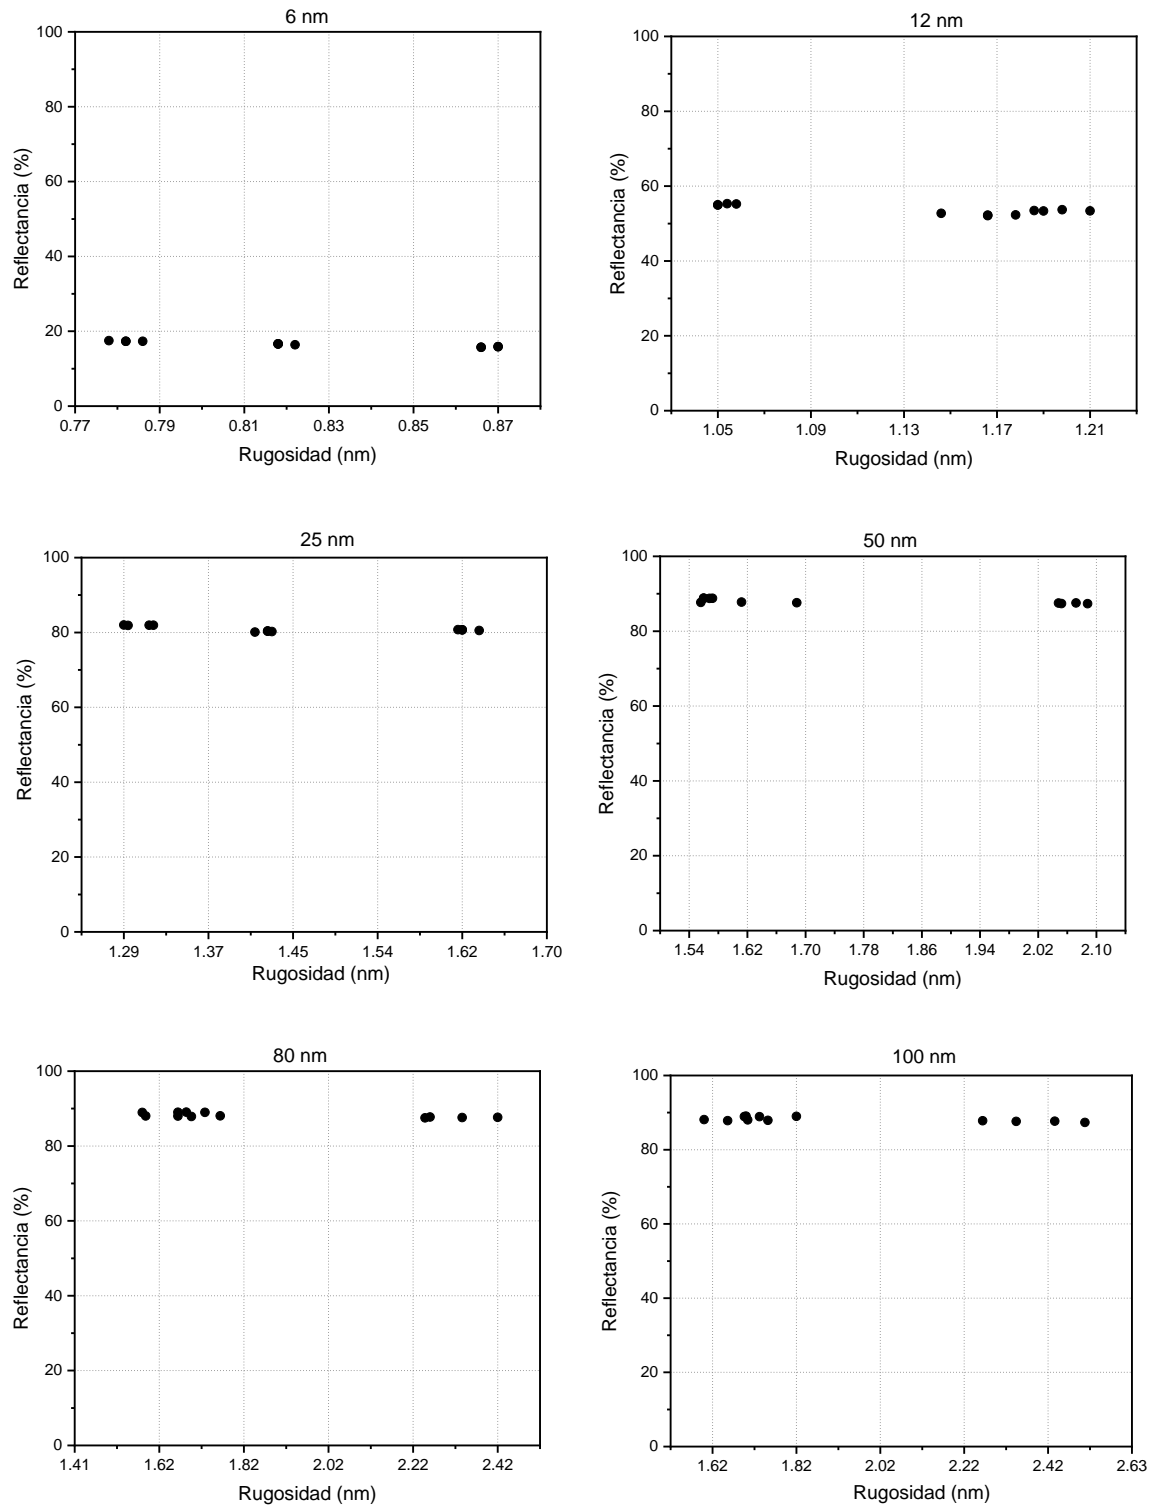 6 nm
100
80
60
40
20
0
Reflectancia (%)
0.77 0.79 0.81 0.83 0.85 0.87
Rugosidad (nm)
12 nm
100
80
60
40
20
0
Reflectancia (%)
1.05 1.09 1.13 1.17 1.21
Rugosidad (nm)
25 nm
100
80
60
40
20
0
Reflectancia (%)
1.29 1.37 1.45 1.54 1.62 1.70
Rugosidad (nm)
50 nm
100
80
60
40
20
0
Reflectancia (%)
1.54 1.62 1.70 1.78 1.86 1.94 2.02 2.10
Rugosidad (nm)
80 nm
100
80
60
40
20
0
Reflectancia (%)
1.41 1.62 1.82 2.02 2.22 2.42
Rugosidad (nm)
100 nm
100
80
60
40
20
0
Reflectancia (%)
1.62 1.82 2.02 2.22 2.42 2.63
Rugosidad (nm)